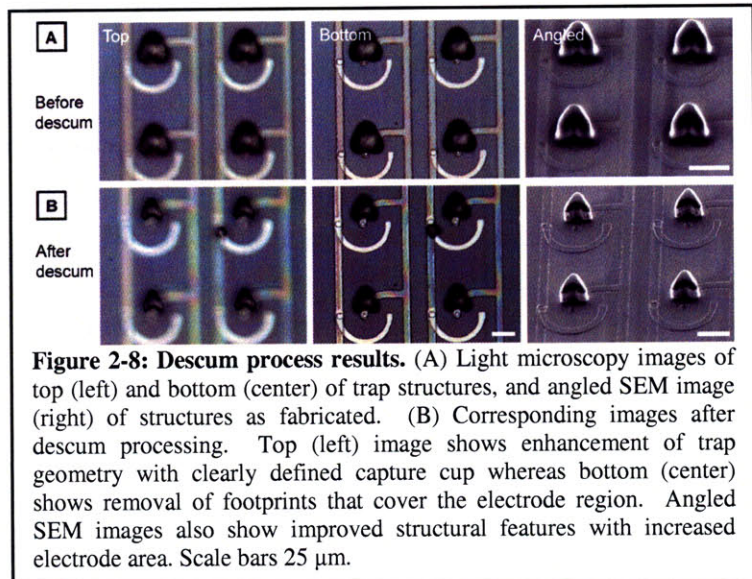 A
Top
Bottom
Angled
Before
descum
B
After
descum
Figure 2-8: Descum process results. (A) Light microscopy images of
top (left) and bottom (center) of trap structures, and angled SEM image
(right) of structures as fabricated. (B) Corresponding images after
descum processing. Top (left) image shows enhancement of trap
geometry with clearly defined capture cup whereas bottom (center)
shows removal of footprints that cover the electrode region. Angled
SEM images also show improved structural features with increased
electrode area. Scale bars 25 μm.